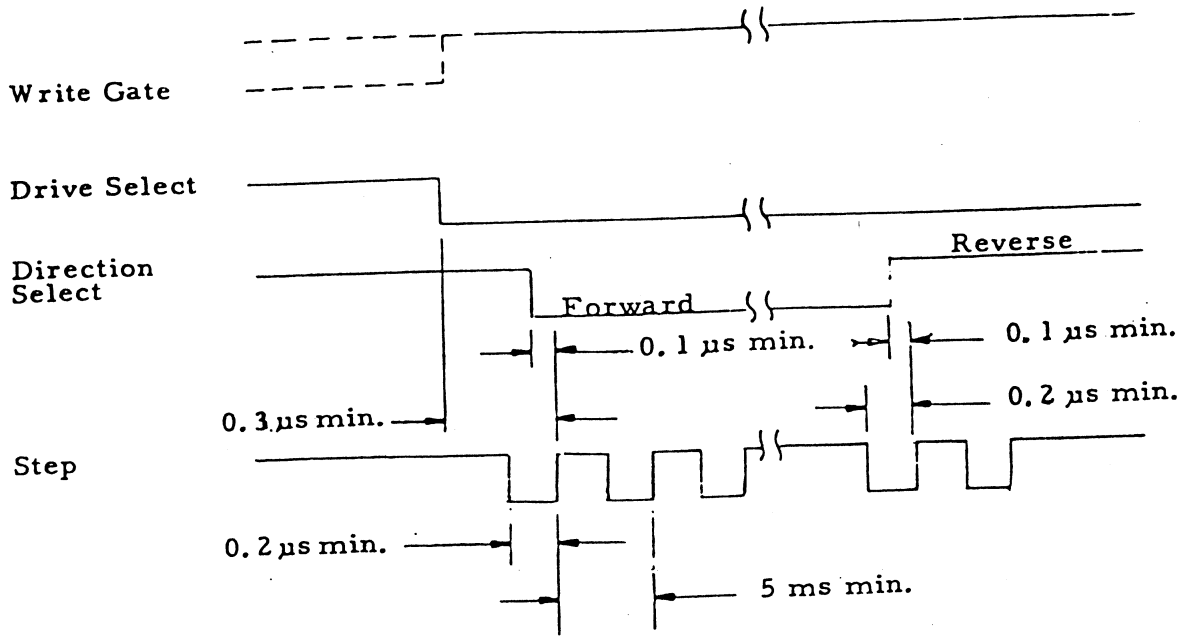 Write Gate
Drive Select
Reverse
Direction
Select
Forward
0.1 µs min.
0.1 µs min.
0.2 µs min.
0.3 µs min.
Step
0.2 µs min.
5 ms min.